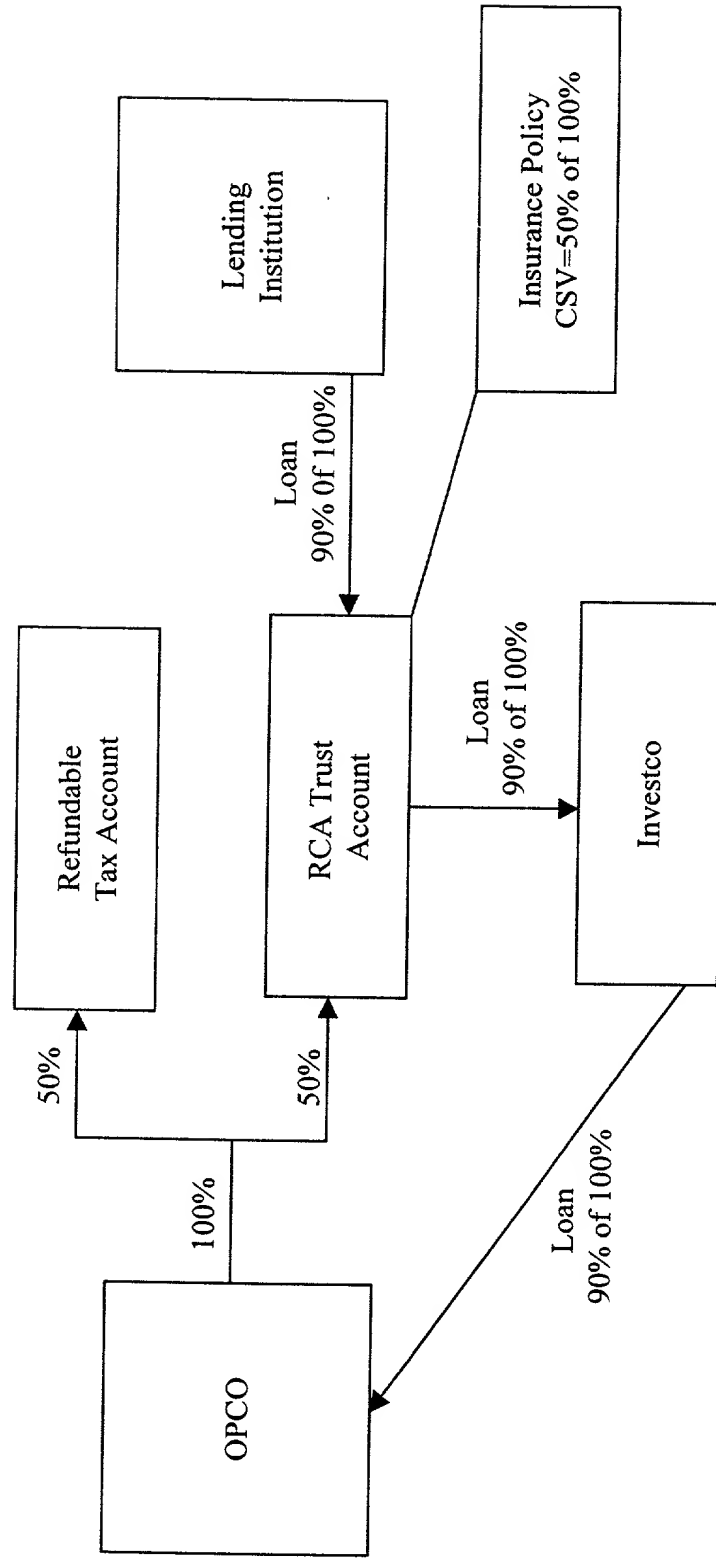 OPCO
100%
50%
50%
Refundable
Tax Account
RCA Trust
Account
Loan
90% 0f 100%
Lending
Institution
Insurance Policy
CSV=50% of 100%
Loan
90% of 100%
Investco
Loan
90% of 100%